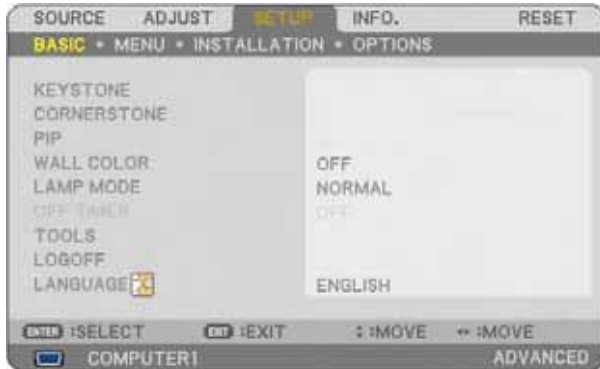 SOURCE ADJUST SETUP INFO. RESET
BASIC • MENU • INSTALLATION • OPTIONS
KEYSTONE
CORNERSTONE
PIP
WALL COLOR OFF
LAMP MODE NORMAL
OFF TIMER OFF
TOOLS
LOGOFF
LANGUAGE ENGLISH
ENTER :SELECT EXIT :EXIT ↕ :MOVE ↔ :MOVE
COMPUTER1 ADVANCED